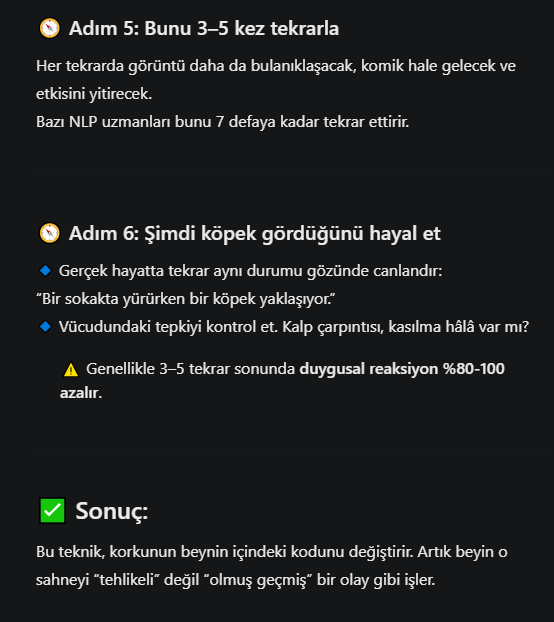 Adım 5: Bunu 3–5 kez tekrarla
Her tekrarda görüntü daha da bulanıklaşacak, komik hale gelecek ve
etkisini yitirecek.
Bazı NLP uzmanları bunu 7 defaya kadar tekrar ettirir.
Adım 6: Şimdi köpek gördüğünü hayal et
Gerçek hayatta tekrar aynı durumu gözünde canlandır:
“Bir sokakta yürürken bir köpek yaklaşıyor.”
Vücudundaki tepkiyi kontrol et. Kalp çarpıntısı, kasılma hâlâ var mı?
Genellikle 3–5 tekrar sonunda duygusal reaksiyon %80-100
azalır.
Sonuç:
Bu teknik, korkunun beynin içindeki kodunu değiştirir. Artık beyin o
sahneyi “tehlikeli” değil “olmuş geçmiş” bir olay gibi işler.